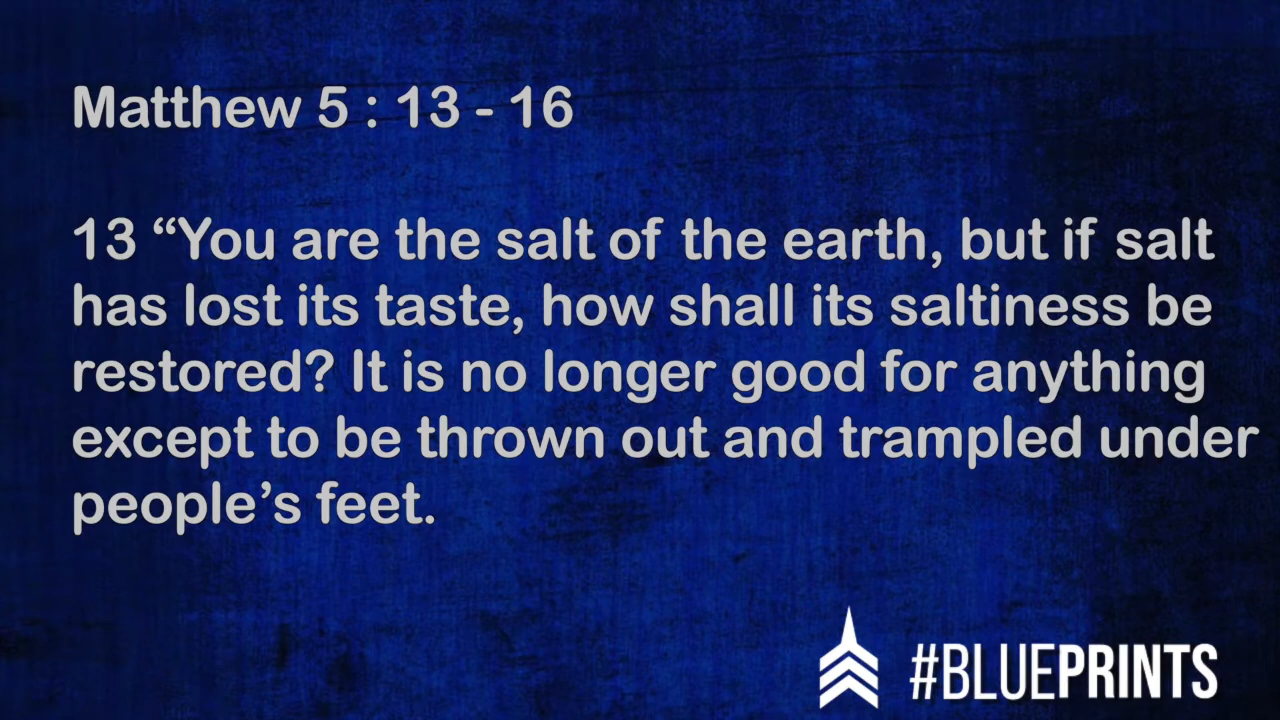 Matthew 5 : 13 - 16
13 “You are the salt of the earth, but if salt
has lost its taste, how shall its saltiness be
restored? It is no longer good for anything
except to be thrown out and trampled under
people’s feet.
#BLUEPRINTS